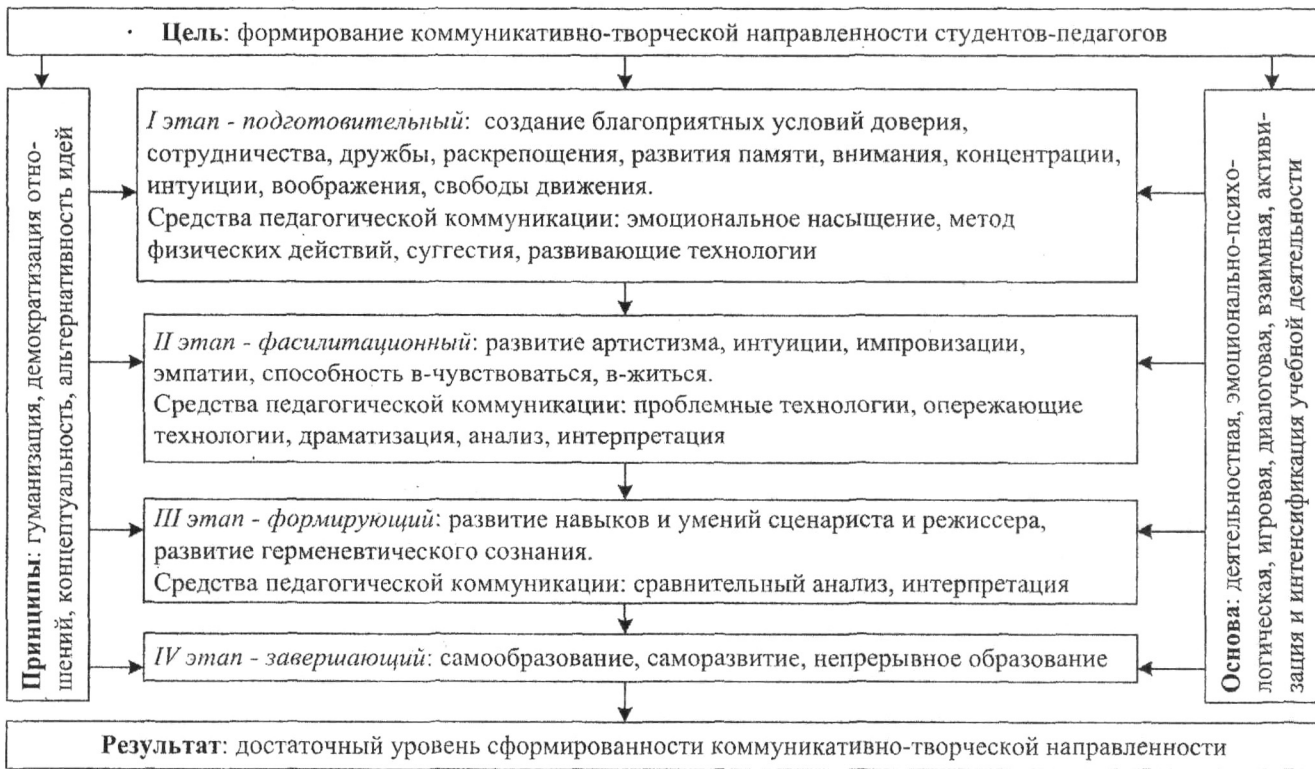 Цель: формирование коммуникативно-творческой направленности студентов-педагогов
Принципы: гуманизация, демократизация отно-
шений, концептуальность, альтернативность идей
I этап - подготовительный: создание благоприятных условий доверия,
сотрудничества, дружбы, раскрепощения, развития памяти, внимания, концентрации,
интуиции, воображения, свободы движения.
Средства педагогической коммуникации: эмоциональное насыщение, метод
физических действий, суггестия, развивающие технологии
II этап - фасилитационный: развитие артистизма, интуиции, импровизации,
эмпатии, способность в-чувствоваться, в-житься.
Средства педагогической коммуникации: проблемные технологии, опережающие
технологии, драматизация, анализ, интерпретация
III этап - формирующий: развитие навыков и умений сценариста и режиссера,
развитие герменевтического сознания.
Средства педагогической коммуникации: сравнительный анализ, интерпретация
IV этап - завершающий: самообразование, саморазвитие, непрерывное образование
Основа: деятельностная, эмоционально-психо-
логическая, игровая, диалоговая, взаимная, активи-
зация и интенсификация учебной деятельности
Результат: достаточный уровень сформированности коммуникативно-творческой направленности